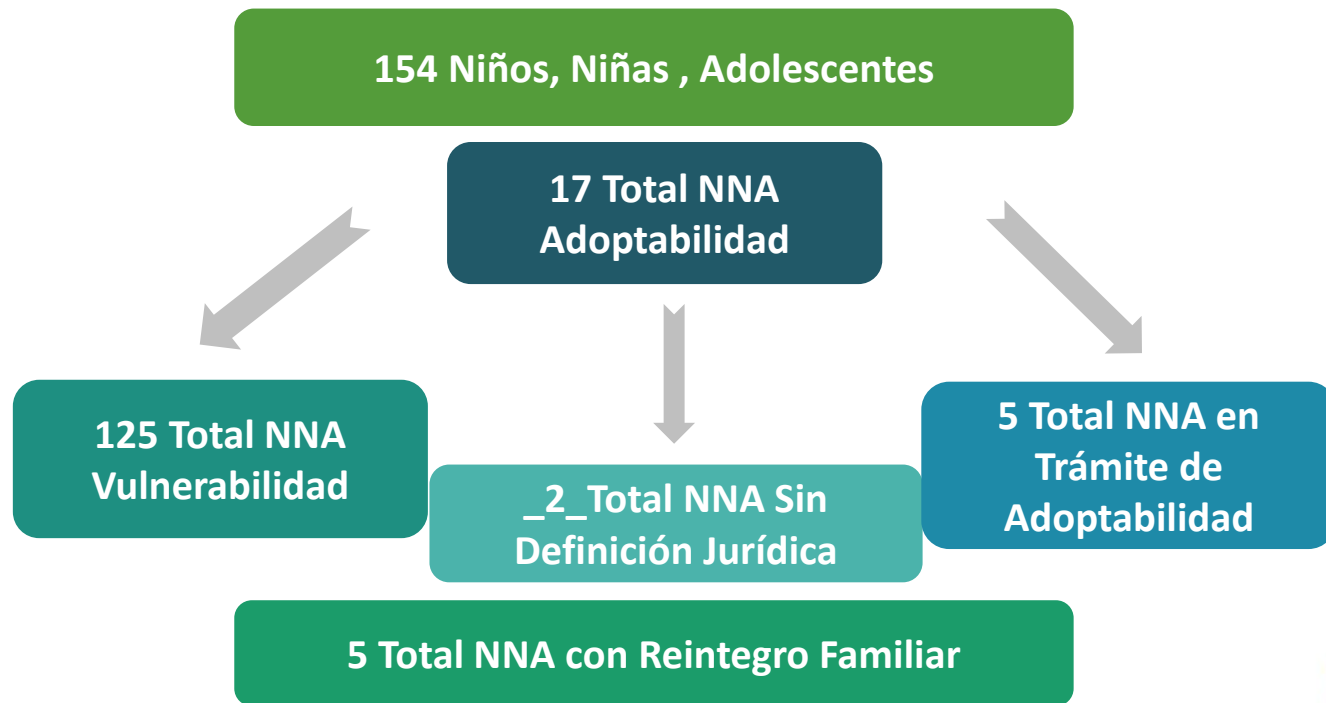 154 Niños, Niñas , Adolescentes
17 Total NNA
Adoptabilidad
125 Total NNA
Vulnerabilidad
_2_Total NNA Sin
Definición Jurídica
5 Total NNA en
Trámite de
Adoptabilidad
5 Total NNA con Reintegro Familiar